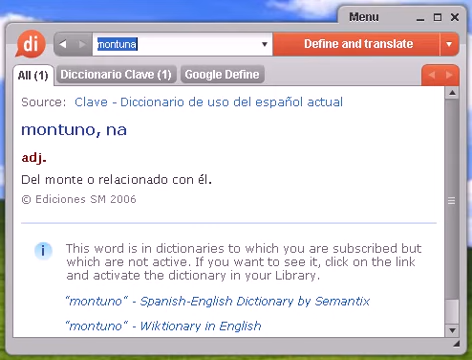 Menu
di
montuna
Define and translate
All (1)
Diccionario Clave (1)
Google Define
Source: Clave - Diccionario de uso del español actual
montuno, na
adj.
Del monte o relacionado con él.
© Ediciones SM 2006
i
This word is in dictionaries to which you are subscribed but
which are not active. If you want to see it, click on the link
and activate the dictionary in your Library.
"montuno" - Spanish-English Dictionary by Semantix
"montuno" - Wiktionary in English